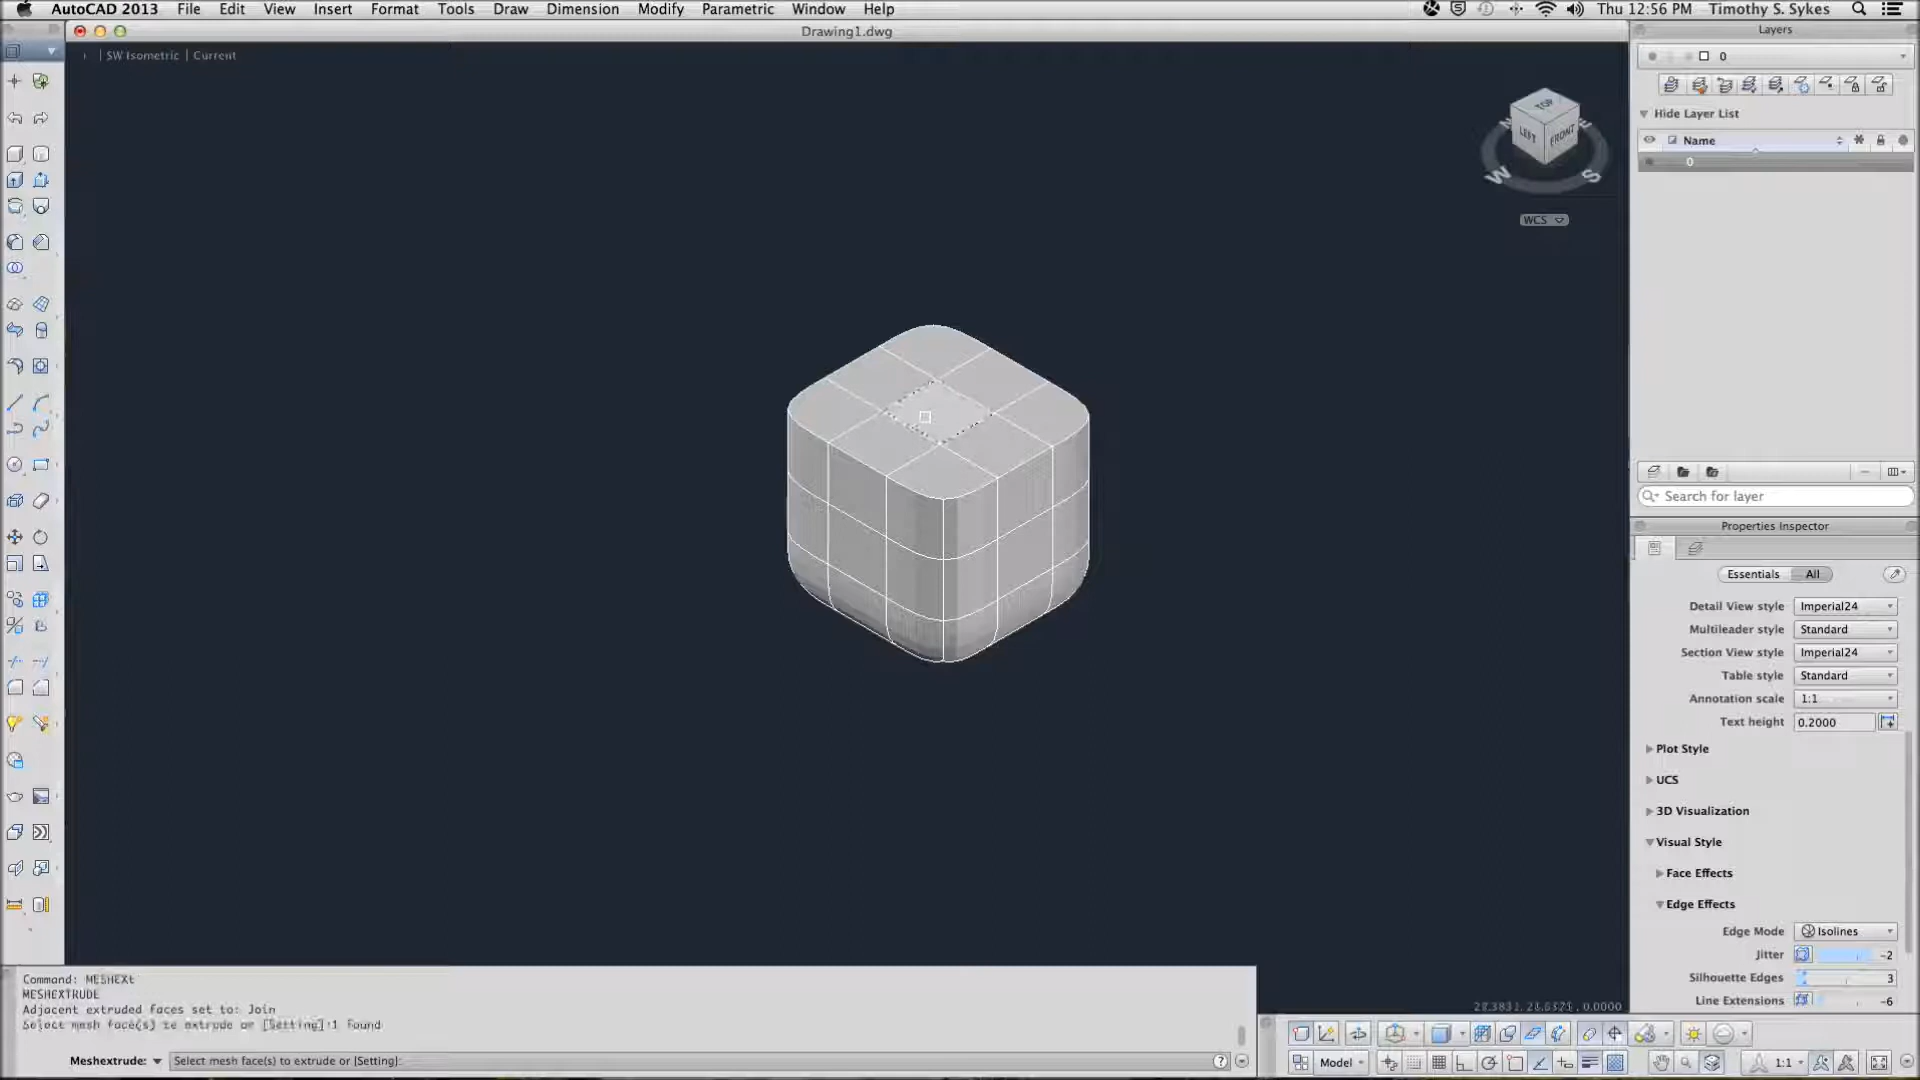 AutoCAD 2013 File Edit View Insert Format Tools Draw Dimension Modify Parametric Window Help Thu 12:56 PM Timothy S. Sykes
Drawing1.dwg
Layers
| SW Isometric | Current
0
TOP
LEFT FRONT
W S
WCS
Hide Layer List
Name
0
Search for layer
Properties Inspector
Essentials All
Detail View style Imperial24
Multileader style Standard
Section View style Imperial24
Table style Standard
Annotation scale 1:1
Text height 0.2000
Plot Style
UCS
3D Visualization
Visual Style
Face Effects
Edge Effects
Edge Mode Isolines
Jitter -2
Silhouette Edges 3
Line Extensions -6
Command: MESHEXt
MESHEXTRUDE
Adjacent extruded faces set to: Join
Select mesh face(s) to extrude or [Setting]:1 found
Meshextrude: Select mesh face(s) to extrude or [Setting]:
Model 1:1